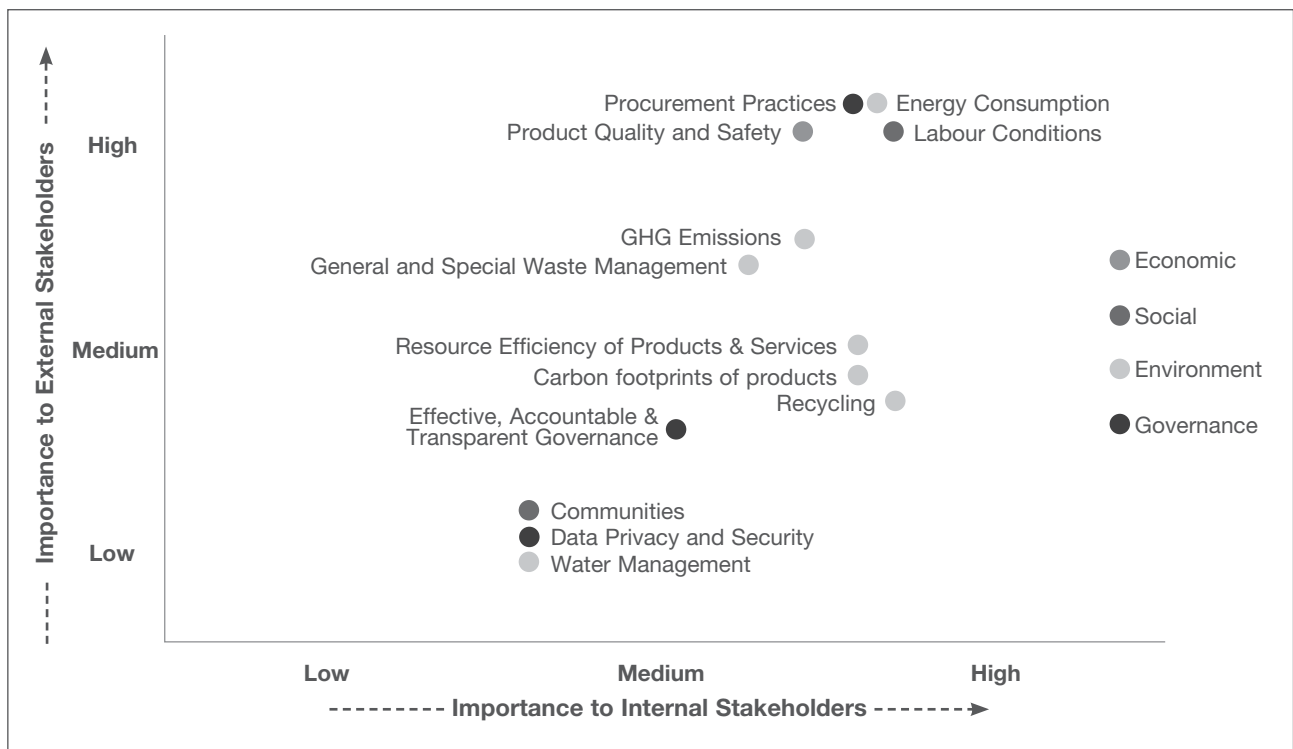 Importance to External Stakeholders
High
Medium
Low
Procurement Practices
Energy Consumption
Product Quality and Safety
Labour Conditions
GHG Emissions
General and Special Waste Management
Resource Efficiency of Products & Services
Carbon footprints of products
Recycling
Effective, Accountable &
Transparent Governance
Communities
Data Privacy and Security
Water Management
Economic
Social
Environment
Governance
Low
Medium
High
Importance to Internal Stakeholders